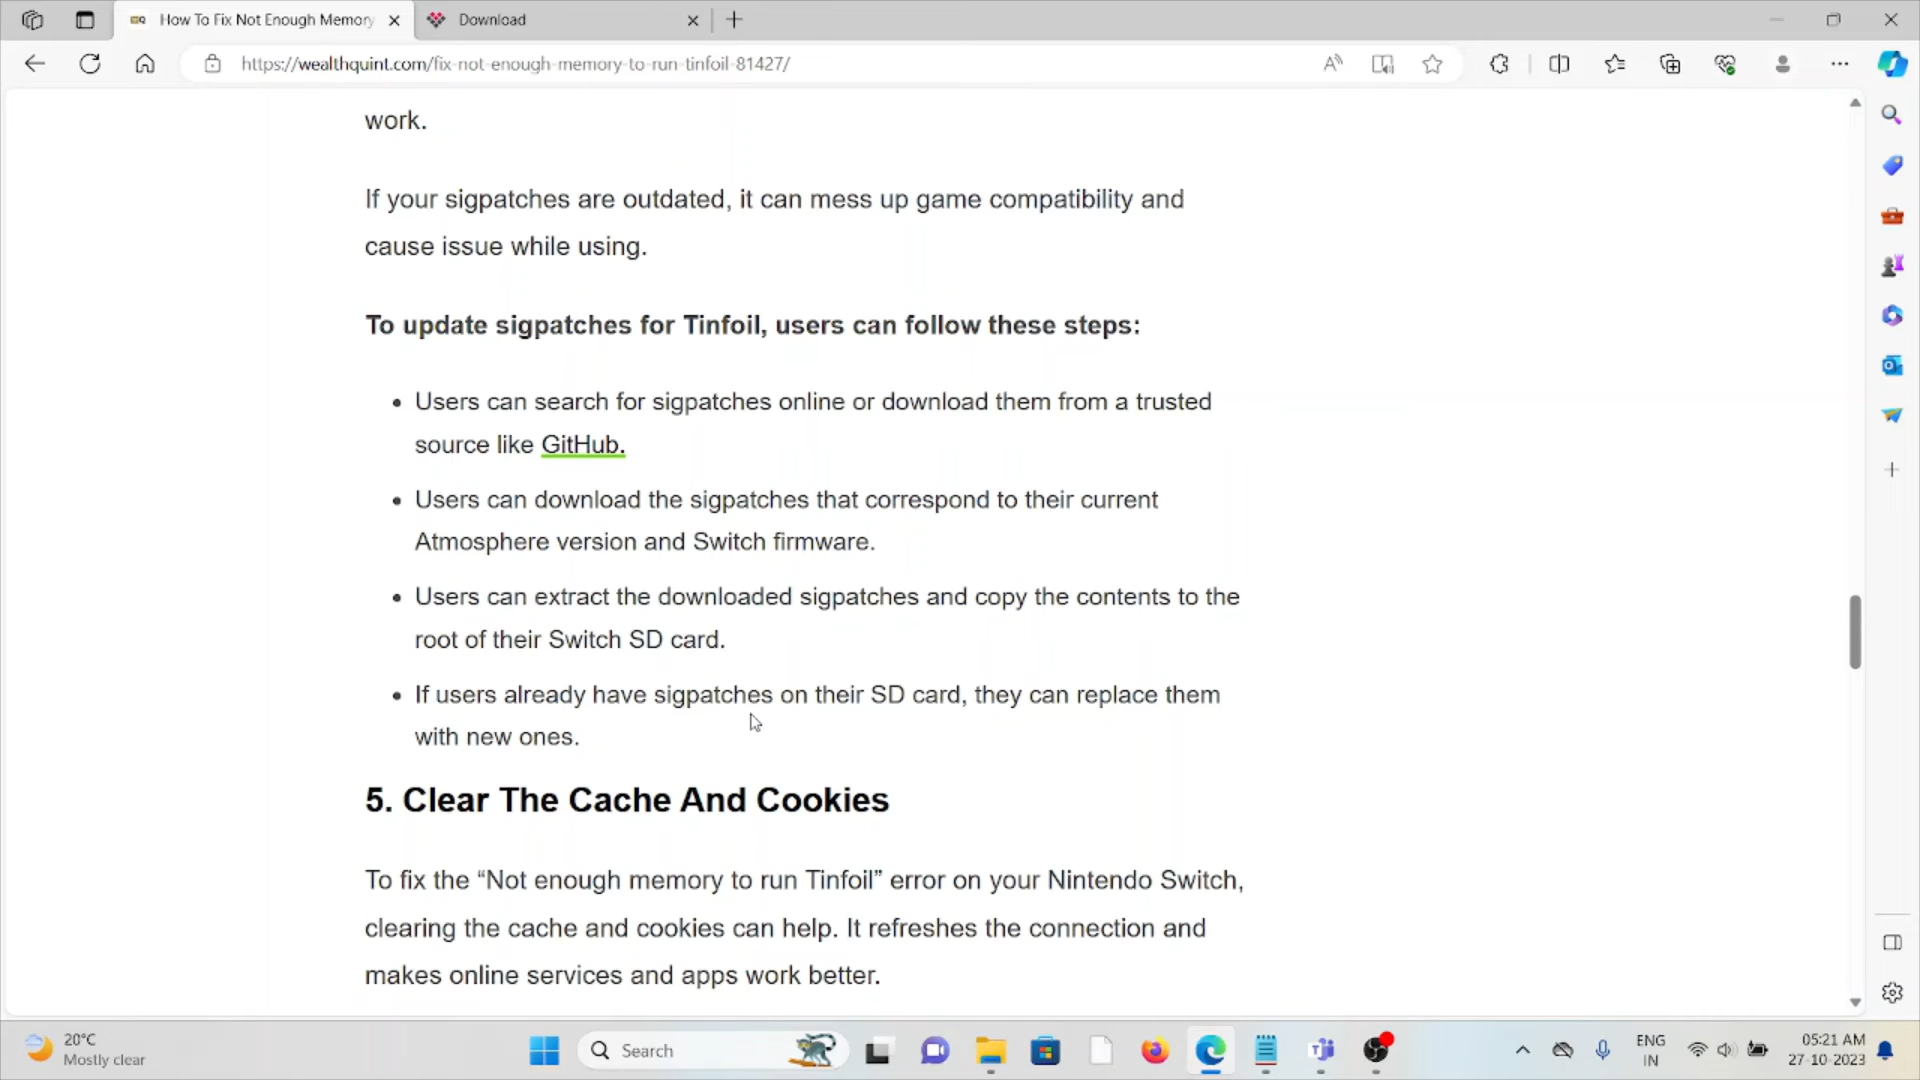 How To Fix Not Enough Memory
Download
https://wealthquint.com/fix-not-enough-memory-to-run-tinfoil-81427/
work.
If your sigpatches are outdated, it can mess up game compatibility and
cause issue while using.
To update sigpatches for Tinfoil, users can follow these steps:
• Users can search for sigpatches online or download them from a trusted
source like GitHub.
• Users can download the sigpatches that correspond to their current
Atmosphere version and Switch firmware.
• Users can extract the downloaded sigpatches and copy the contents to the
root of their Switch SD card.
• If users already have sigpatches on their SD card, they can replace them
with new ones.
5. Clear The Cache And Cookies
To fix the “Not enough memory to run Tinfoil” error on your Nintendo Switch,
clearing the cache and cookies can help. It refreshes the connection and
makes online services and apps work better.
20°C
Mostly clear
Search
ENG
IN
05:21 AM
27-10-2023